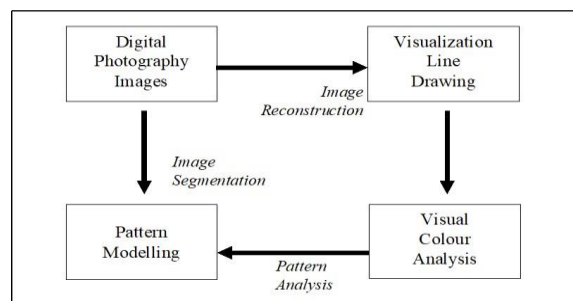 Digital
Photography
Images
Visualization
Line
Drawing
Image
Reconstruction
Image
Segmentation
Pattern
Modelling
Visual
Colour
Analysis
Pattern
Analysis